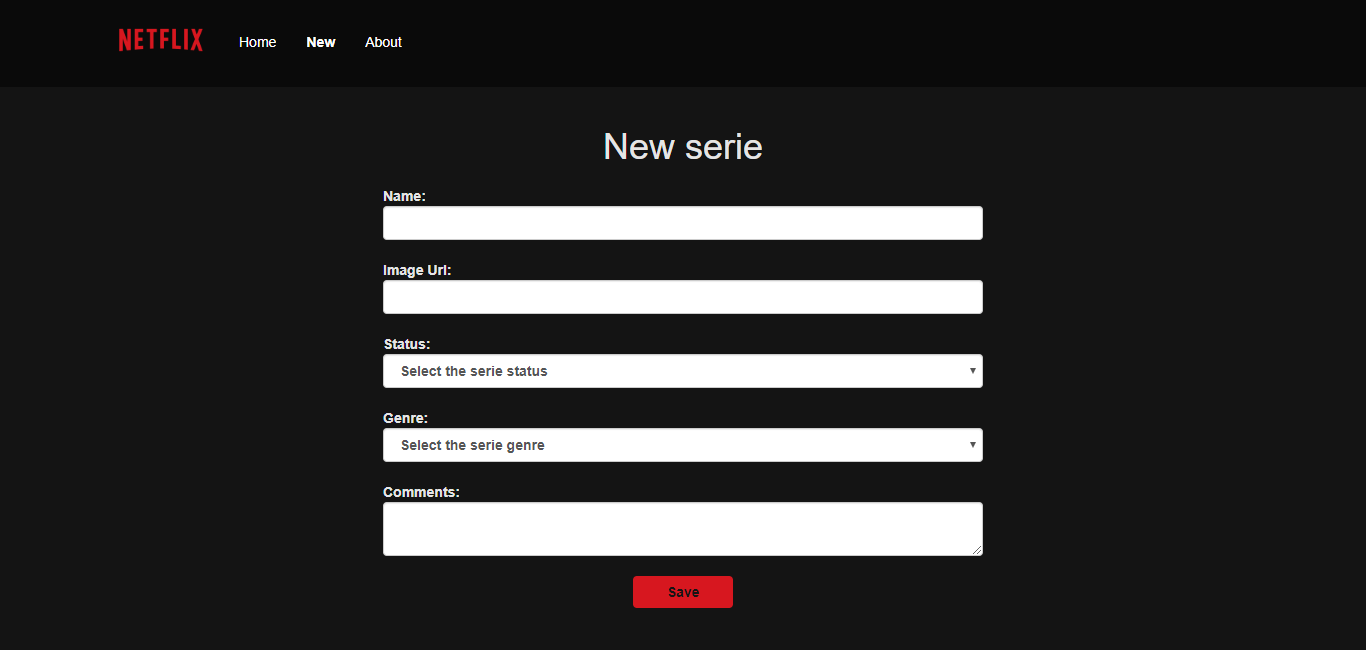 NETFLIX Home New About
New serie
Name:
Image Url:
Status:
Select the serie status
Genre:
Select the serie genre
Comments:
Save